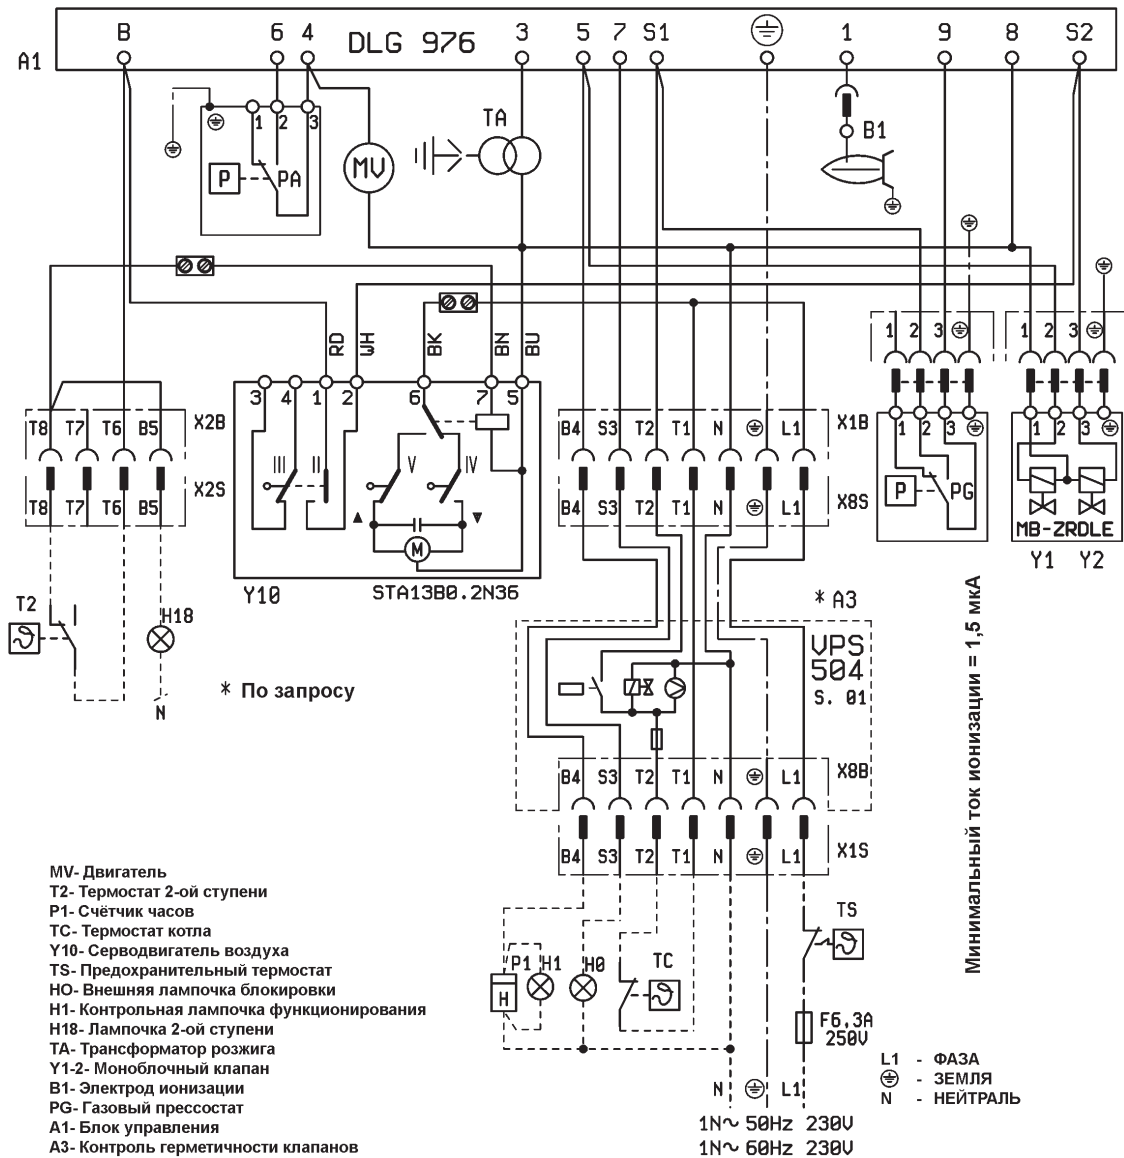 B 6 4 DLG 976 3 5 7 S1 1 9 8 S2
A1
TA
B1
1 2 3
MV
P PA
RD WH BK BN BU
1 2 3
1 2 3
3 4 1 2 6 7 5
T8 T7 T6 B5 X2B
B4 S3 T2 T1 N L1 X1B
1 2 3
1 2 3
III II V IV
X2S
P PG
T8 T7 T6 B5
B4 S3 T2 T1 N L1 X8S
MB-ZRDLE
M
Y1 Y2
Y10 STA13B0.2N36
T2
H18
* A3
VPS
504
S. 01
* По запросу
N
Минимальный ток ионизации = 1,5 мкА
B4 S3 T2 T1 N L1 X8B
B4 S3 T2 T1 N L1 X1S
TS
P1 H1 H0 TC
H
F6,3A
250V
MV- Двигатель
T2- Термостат 2-ой ступени
P1- Счётчик часов
TC- Термостат котла
Y10- Серводвигатель воздуха
TS- Предохранительный термостат
HO- Внешняя лампочка блокировки
H1- Контрольная лампочка функционирования
H18- Лампочка 2-ой ступени
TA- Трансформатор розжига
Y1-2- Моноблочный клапан
B1- Электрод ионизации
PG- Газовый прессостат
A1- Блок управления
A3- Контроль герметичности клапанов
L1 - ФАЗА
- ЗЕМЛЯ
N - НЕЙТРАЛЬ
N L1
1N~ 50Hz 230V
1N~ 60Hz 230V